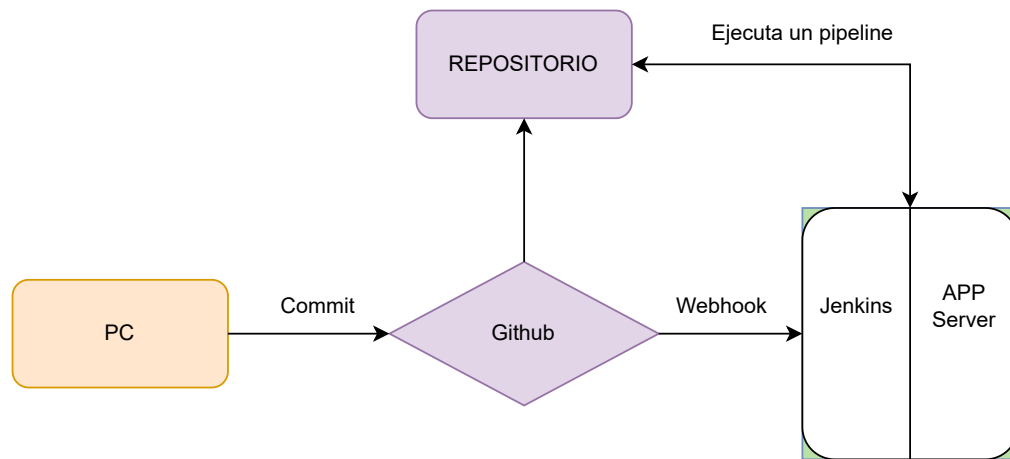 Ejecuta un pipeline
REPOSITORIO
PC
Commit
Github
Webhook
Jenkins
APP
Server